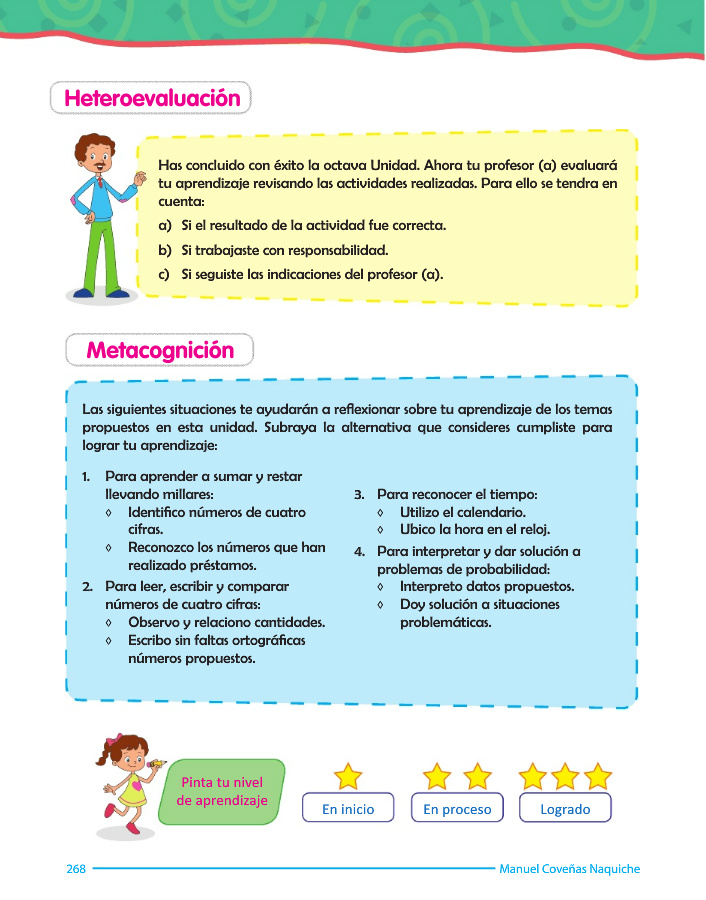 Heteroevaluación
Has concluido con éxito la octava Unidad. Ahora tu profesor (a) evaluará
tu aprendizaje revisando las actividades realizadas. Para ello se tendra en
cuenta:
a) Si el resultado de la actividad fue correcta.
b) Si trabajaste con responsabilidad.
c) Si seguiste las indicaciones del profesor (a).
Metacognición
Las siguientes situaciones te ayudarán a reflexionar sobre tu aprendizaje de los temas
propuestos en esta unidad. Subraya la alternativa que consideres cumpliste para
lograr tu aprendizaje:
1. Para aprender a sumar y restar
llevando millares:
◊ Identifico números de cuatro
cifras.
◊ Reconozco los números que han
realizado préstamos.
2. Para leer, escribir y comparar
números de cuatro cifras:
◊ Observo y relaciono cantidades.
◊ Escribo sin faltas ortográficas
números propuestos.
3. Para reconocer el tiempo:
◊ Utilizo el calendario.
◊ Ubico la hora en el reloj.
4. Para interpretar y dar solución a
problemas de probabilidad:
◊ Interpreto datos propuestos.
◊ Doy solución a situaciones
problemáticas.
Pinta tu nivel
de aprendizaje
En inicio
En proceso
Logrado
268
Manuel Coveñas Naquiche